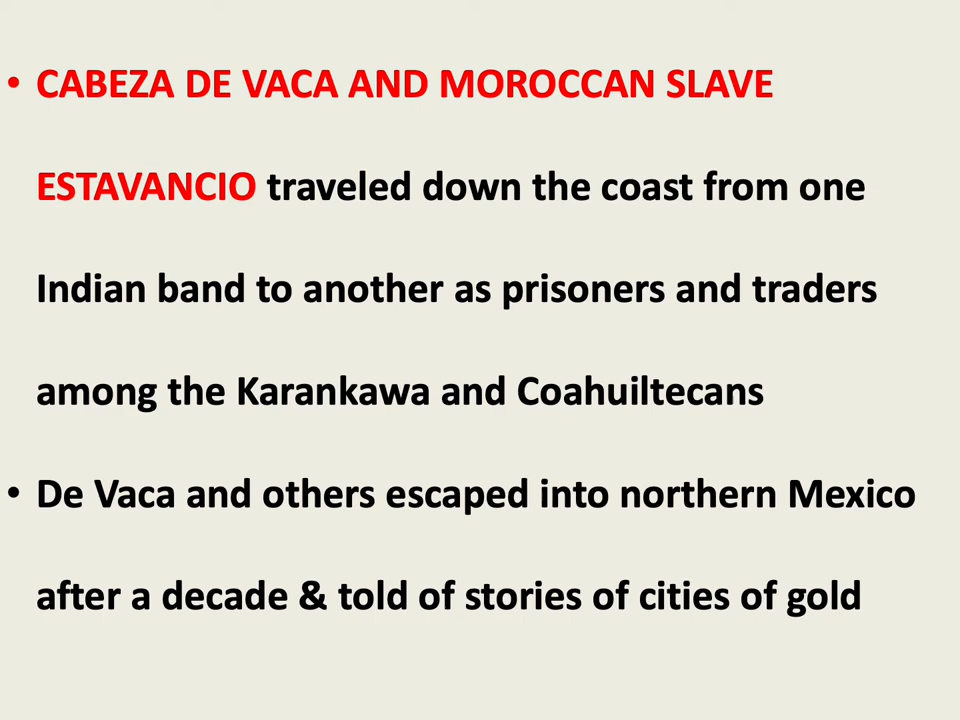 • CABEZA DE VACA AND MOROCCAN SLAVE
ESTAVANCIO traveled down the coast from one
Indian band to another as prisoners and traders
among the Karankawa and Coahuiltecans
• De Vaca and others escaped into northern Mexico
after a decade & told of stories of cities of gold